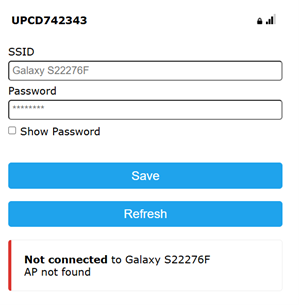 UPCD742343
SSID
Galaxy S22276F
Password
********
Show Password
Save
Refresh
Not connected to Galaxy S22276F
AP not found